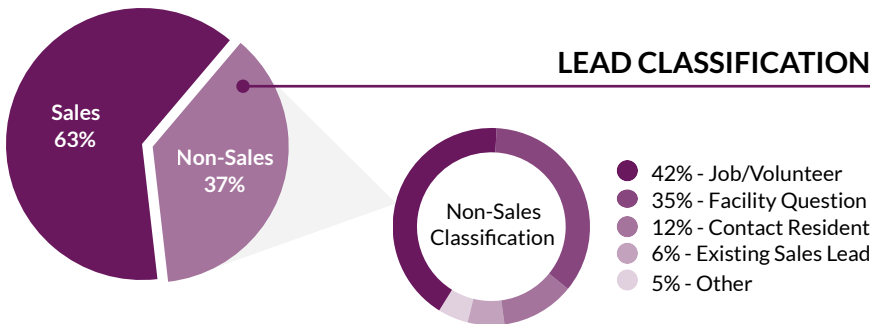 LEAD CLASSIFICATION
Sales
63%
Non-Sales
37%
Non-Sales
Classification
42% - Job/Volunteer
35% - Facility Question
12% - Contact Resident
6% - Existing Sales Lead
5% - Other